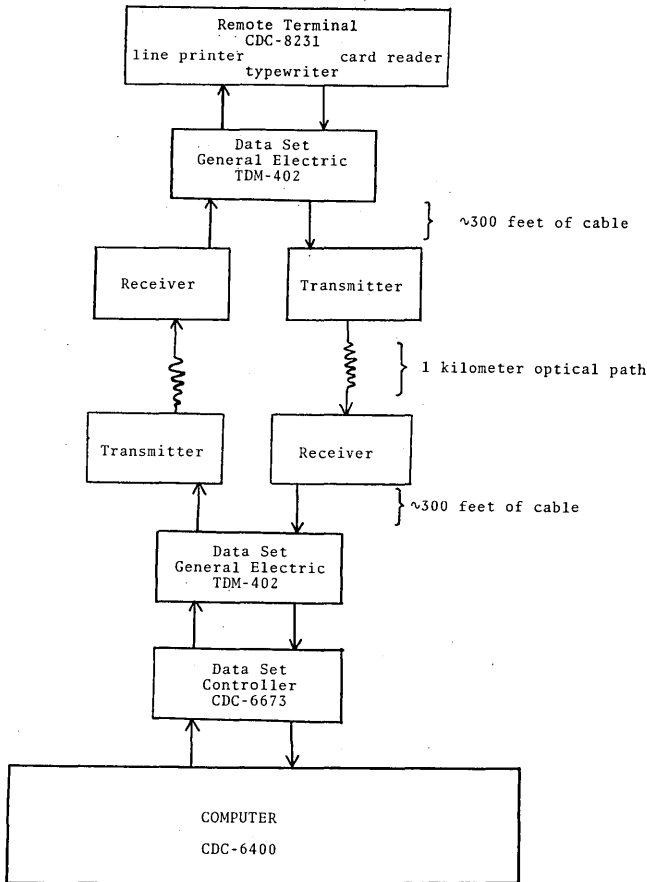 Remote Terminal
CDC-8231
line printer card reader
typewriter
Data Set
General Electric
TDM-402
~300 feet of cable
Receiver
Transmitter
1 kilometer optical path
Transmitter
Receiver
~300 feet of cable
Data Set
General Electric
TDM-402
Data Set
Controller
CDC-6673
COMPUTER
CDC-6400